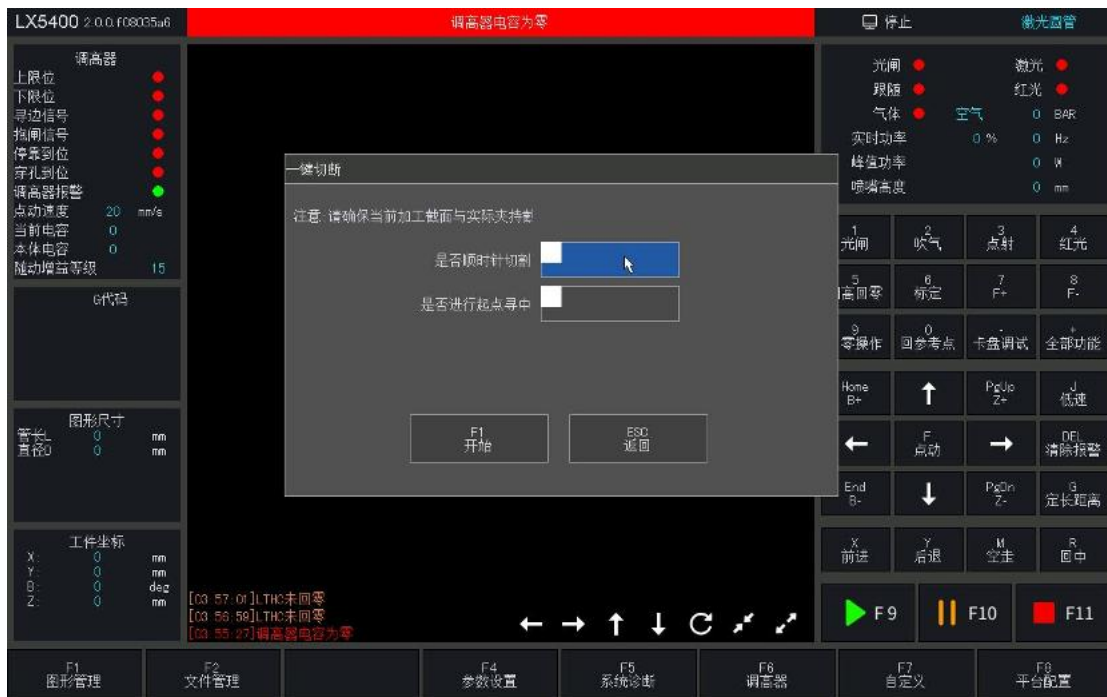 LX5400 2.0.0.f08035a6
调高器电容为零
停止
激光圆管
调高器
上限位
下限位
寻边信号
抱闸信号
停靠到位
穿孔到位
调高器报警
点动速度 20 mm/s
当前电容 0
本体电容 0
随动增益等级 15
G代码
图形尺寸
管长L 0 mm
直径D 0 mm
工件坐标
X: 0 mm
Y: 0 mm
B: 0 deg
Z: 0 mm
一键切断
注意: 请确保当前加工截面与实际夹持
是否顺时针切割
是否进行起点寻中
F1
开始
ESC
返回
[03:57:01]LTHC未回零
[03:56:59]LTHC未回零
[03:55:27]调高器电容为零
光闸 激光
跟随 红光
气体 空气 0 BAR
实时功率 0 % 0 Hz
峰值功率 0 W
喷嘴高度 0 mm
1 2 3 4
光闸 吹气 点射 红光
5 6 7 8
高回零 标定 F+ F-
9 0 - +
零操作 回参考点 卡盘调试 全部功能
Home PgUp J
B+ Z+ 低速
F DEL
点动 清除报警
End PgDn G
B- Z- 定长距离
X Y M R
前进 后退 空走 回中
F9 F10 F11
F1 F2 F4 F5 F6 F7 F8
图形管理 文件管理 参数设置 系统诊断 调高器 自定义 平台配置